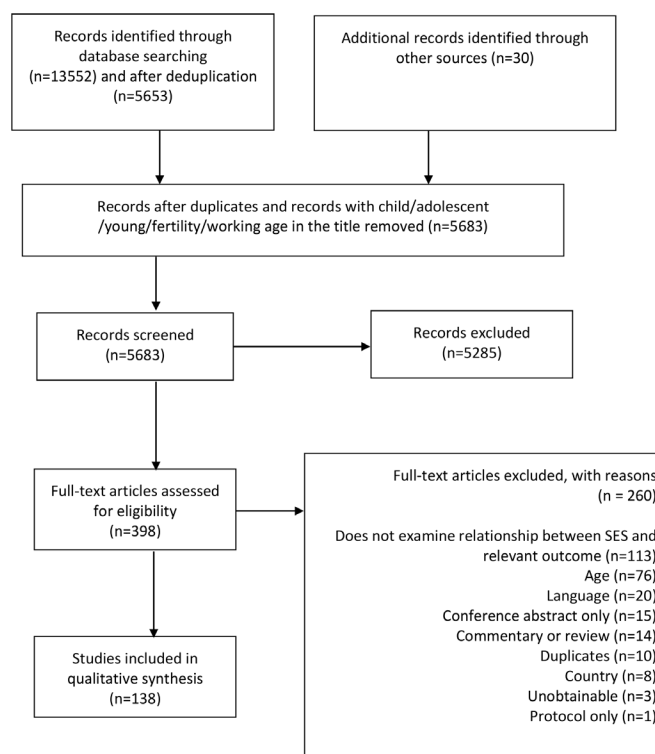 Records identified through
database searching
(n=13552) and after deduplication
(n=5653)
Additional records identified through
other sources (n=30)
Records after duplicates and records with child/adolescent
/young/fertility/working age in the title removed (n=5683)
Records screened
(n=5683)
Records excluded
(n=5285)
Full-text articles assessed
for eligibility
(n=398)
Full-text articles excluded, with reasons
(n = 260)
Does not examine relationship between SES and
relevant outcome (n=113)
Age (n=76)
Language (n=20)
Conference abstract only (n=15)
Commentary or review (n=14)
Duplicates (n=10)
Country (n=8)
Unobtainable (n=3)
Protocol only (n=1)
Studies included in
qualitative synthesis
(n=138)